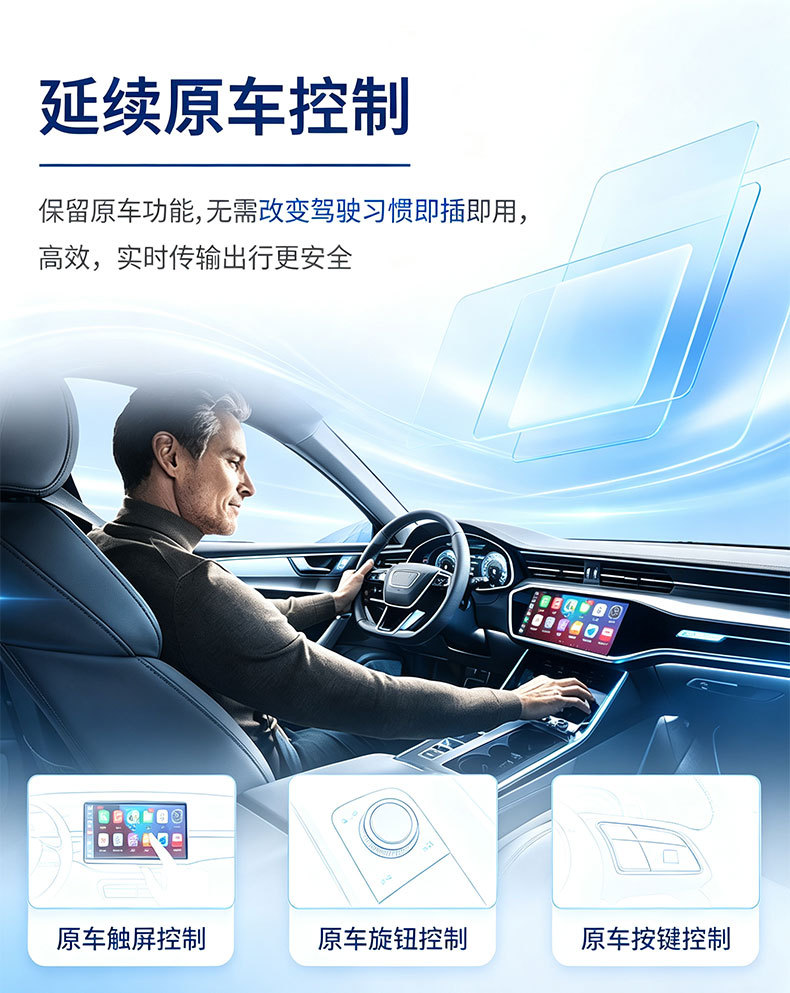 延续原车控制
保留原车功能,无需改变驾驶习惯即插即用，
高效，实时传输出行更安全
原车触屏控制
原车旋钮控制
原车按键控制